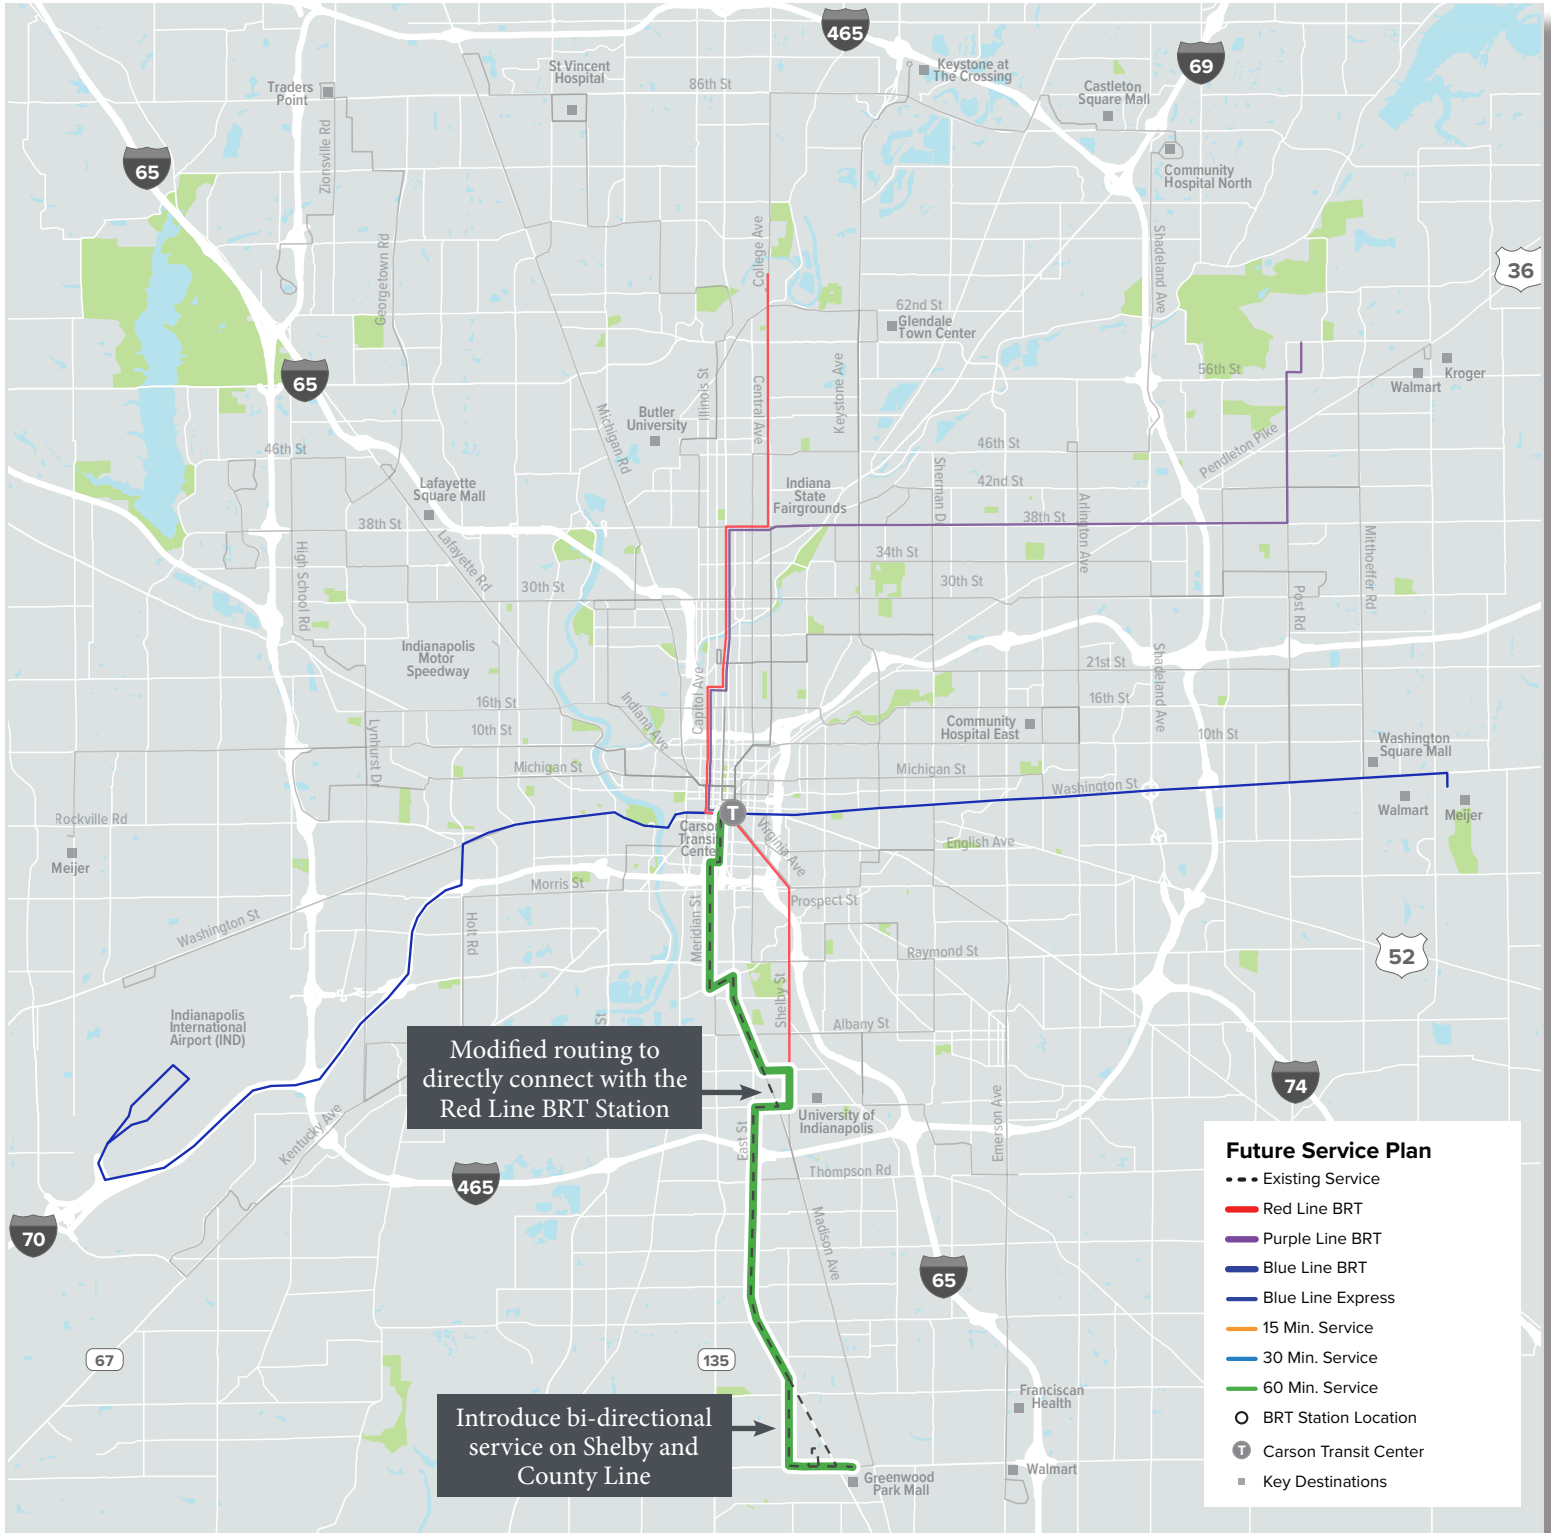 465
69
Keystone at
The Crossing
St Vincent
Hospital
86th St
Traders
Point
Castleton
Square Mall
Zionsville Rd
65
Community
Hospital North
College Ave
Georgetown Rd
Shadeland Ave
36
62nd St
Glendale
Town Center
65
56th St
Kroger
Walmart
Illinois St
Central Ave
Keystone Ave
Michigan Rd
Butler
University
46th St
46th St
Pendleton Pike
Lafayette
Square Mall
Indiana
State
Fairgrounds
Sherman Dr
42nd St
Arlington Ave
38th St
38th St
Mitthoeffer Rd
Lafayette Rd
High School Rd
34th St
30th St
30th St
Post Rd
Indianapolis
Motor
Speedway
21st St
Shadeland Ave
Capitol Ave
Indiana Ave
16th St
16th St
10th St
Lynhurst Dr
Community
Hospital East
10th St
Washington
Square Mall
Michigan St
Michigan St
Washington St
Walmart
Meijer
Rockville Rd
T
Carson
Transit
Center
Virginia Ave
English Ave
Meijer
Morris St
Prospect St
Washington St
Holt Rd
Meridian St
Raymond St
52
Shelby St
Indianapolis
International
Airport (IND)
St
Albany St
Modified routing to
directly connect with the
Red Line BRT Station
74
University of
Indianapolis
Emerson Ave
East St
Kentucky Ave
Thompson Rd
465
70
Madison Ave
65
67
135
Franciscan
Health
Introduce bi-directional
service on Shelby and
County Line
Greenwood
Park Mall
Walmart
Future Service Plan
Existing Service
Red Line BRT
Purple Line BRT
Blue Line BRT
Blue Line Express
15 Min. Service
30 Min. Service
60 Min. Service
BRT Station Location
T Carson Transit Center
Key Destinations